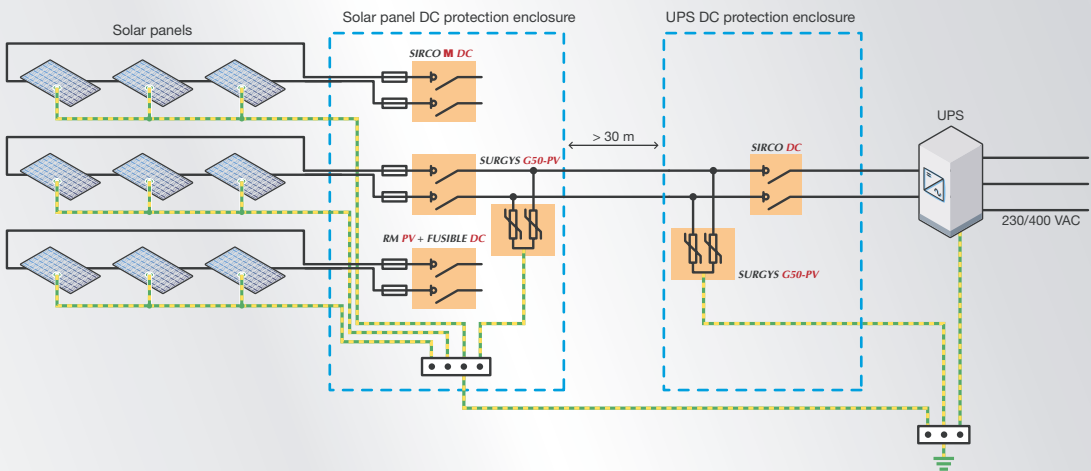 Solar panel DC protection enclosure
UPS DC protection enclosure
Solar panels
SIRCO M DC
UPS
> 30 m
SURGYS G50-PV
SIRCO DC
230/400 VAC
RM PV + FUSIBLE DC
SURGYS G50-PV